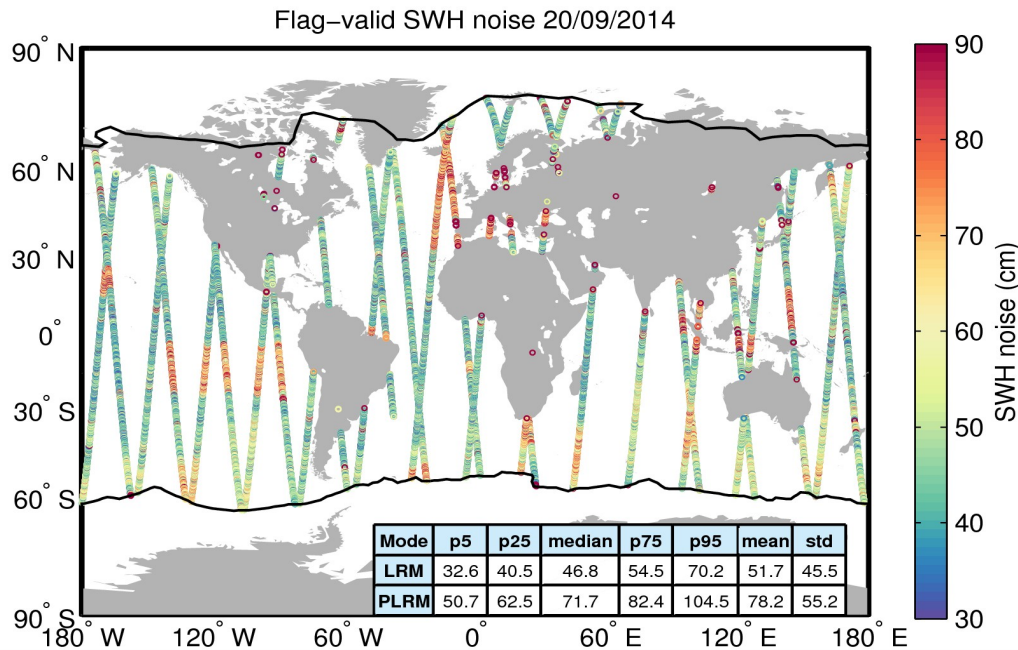 Flag−valid SWH noise 20/09/2014
90° N
60° N
30° N
0°
30° S
60° S
90° S
180° W
120° W
60° W
0°
60° E
120° E
180° E
90
80
70
60
50
40
30
SWH noise (cm)
Mode p5 p25 median p75 p95 mean std
LRM 32.6 40.5 46.8 54.5 70.2 51.7 45.5
PLRM 50.7 62.5 71.7 82.4 104.5 78.2 55.2